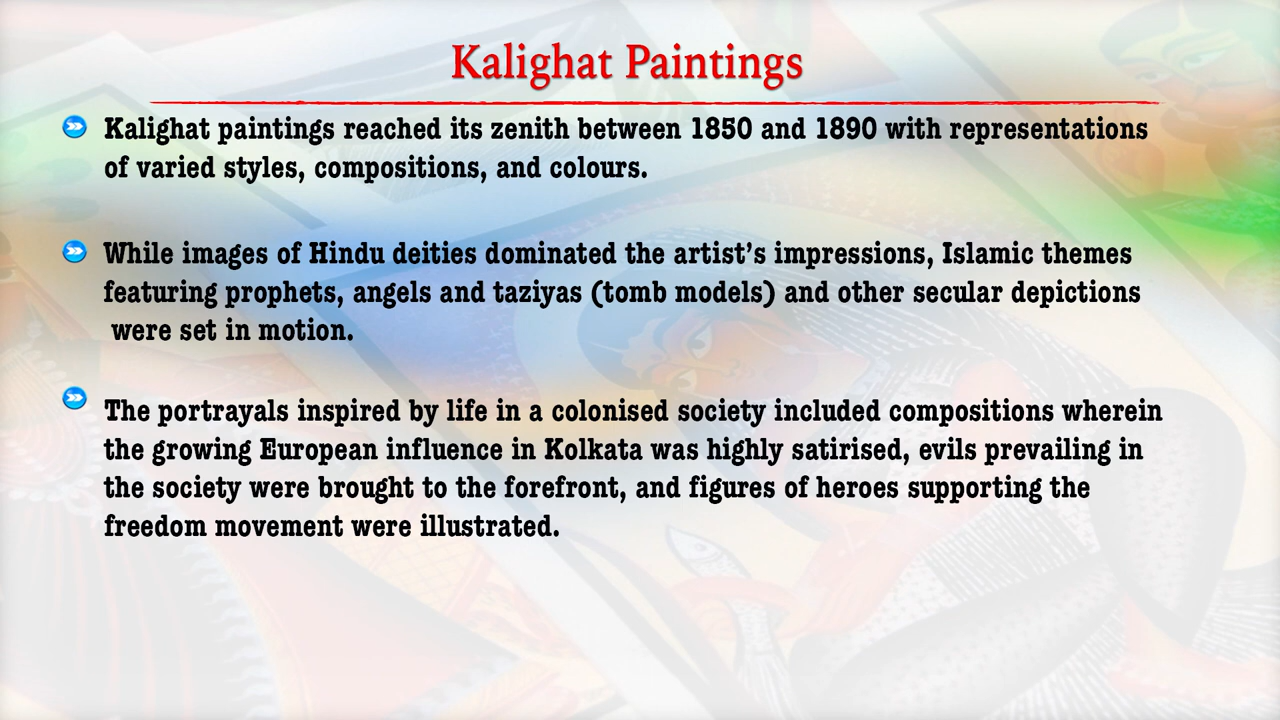 Kalighat Paintings
Kalighat paintings reached its zenith between 1850 and 1890 with representations
of varied styles, compositions, and colours.
While images of Hindu deities dominated the artist’s impressions, Islamic themes
featuring prophets, angels and taziyas (tomb models) and other secular depictions
were set in motion.
The portrayals inspired by life in a colonised society included compositions wherein
the growing European influence in Kolkata was highly satirised, evils prevailing in
the society were brought to the forefront, and figures of heroes supporting the
freedom movement were illustrated.